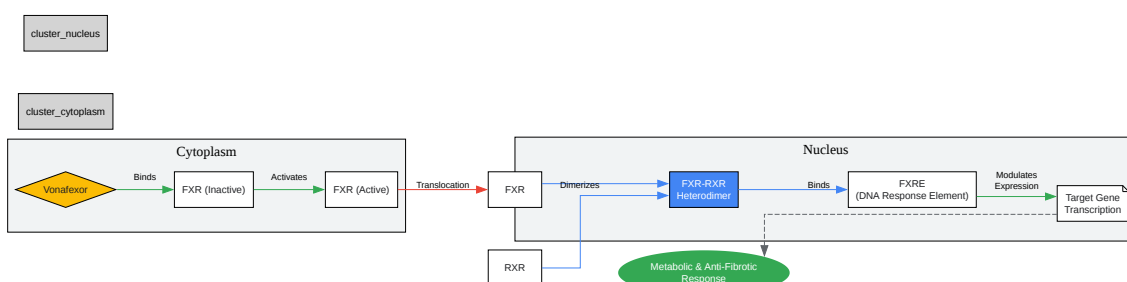 cluster_nucleus
cluster_cytoplasm
Cytoplasm
Nucleus
Vonafexor
Binds
FXR (Inactive)
Activates
FXR (Active)
Translocation
FXR
Dimerizes
FXR-RXR
Heterodimer
Binds
FXRE
(DNA Response Element)
Modulates
Expression
Target Gene
Transcription
RXR
Metabolic & Anti-Fibrotic
Response